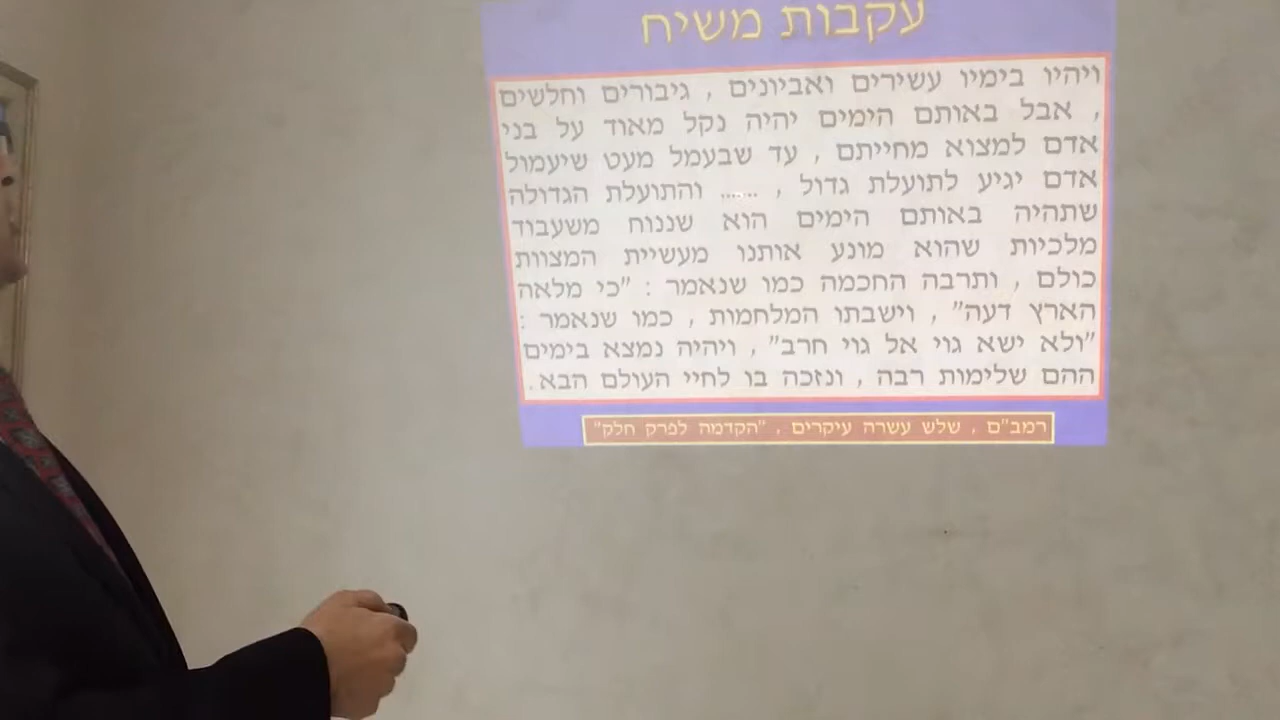 עקבות משיח
ויהיו בימיו עשירים ואביונים , גיבורים וחלשים
, אבל באותם הימים יהיה נקל מאוד על בני
אדם למצוא מחייתם , עד שבעמל מעט שיעמול
אדם יגיע לתועלת גדול , ...... והתועלת הגדולה
שתהיה באותם הימים הוא שננוח משעבוד
מלכיות שהוא מונע אותנו מעשיית המצוות
כולם , ותרבה החכמה כמו שנאמר : "כי מלאה
הארץ דעה" , וישבתו המלחמות , כמו שנאמר :
"ולא ישא גוי אל גוי חרב" , ויהיה נמצא בימים
ההם שלימות רבה , ונזכה בו לחיי העולם הבא .
רמב"ם , שלש עשרה עיקרים , "הקדמה לפרק חלק"